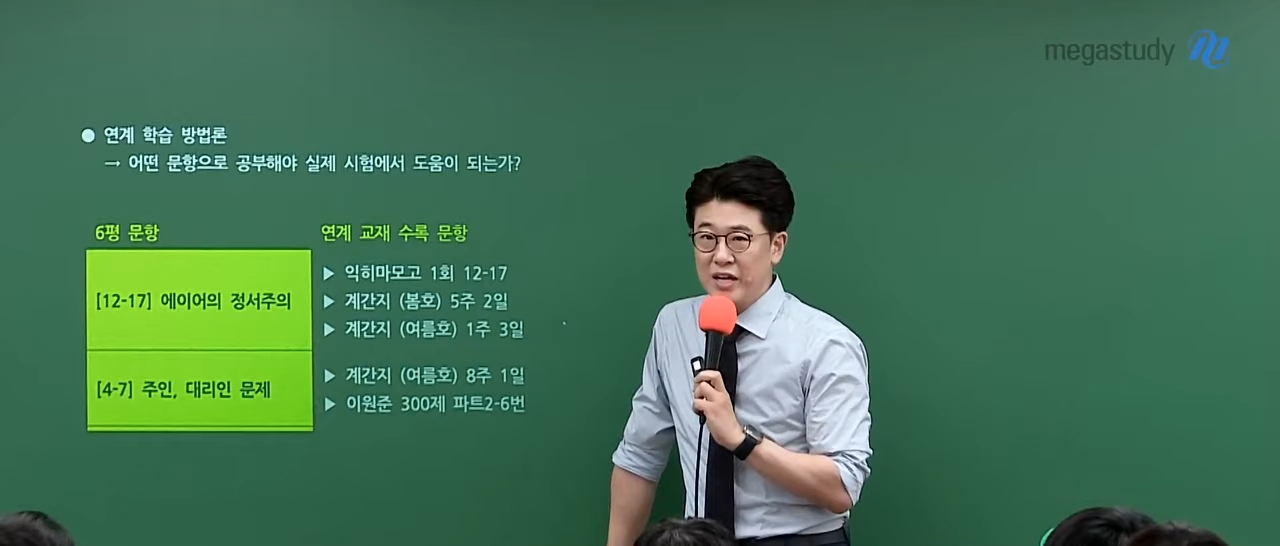 megastudy
● 연계 학습 방법론
→ 어떤 문항으로 공부해야 실제 시험에서 도움이 되는가?
6평 문항
연계 교재 수록 문항
[12-17] 에이어의 정서주의
▶ 익히마모고 1회 12-17
▶ 계간지 (봄호) 5주 2일
▶ 계간지 (여름호) 1주 3일
[4-7] 주인, 대리인 문제
▶ 계간지 (여름호) 8주 1일
▶ 이원준 300제 파트2-6번